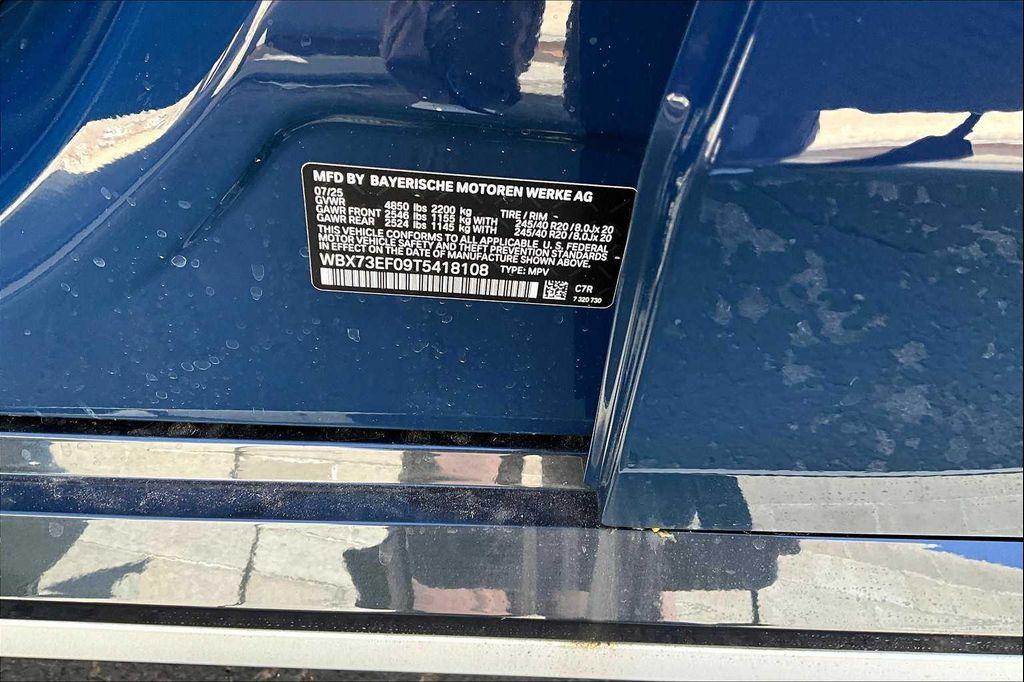 MFD BY BAYERISCHE MOTOREN WERKE AG
07/25
GVWR 4850 lbs 2200 kg TIRE / RIM -
GAWR FRONT 2546 lbs 1155 kg WITH 245/40 R20 / 8.0Jx 20
GAWR REAR 2524 lbs 1145 kg WITH 245/40 R20 / 8.0Jx 20
THIS VEHICLE CONFORMS TO ALL APPLICABLE U. S. FEDERAL
MOTOR VEHICLE SAFETY AND THEFT PREVENTION STANDARDS
IN EFFECT ON THE DATE OF MANUFACTURE SHOWN ABOVE.
WBX73EF09T5418108 TYPE: MPV
C7R
7 320 730